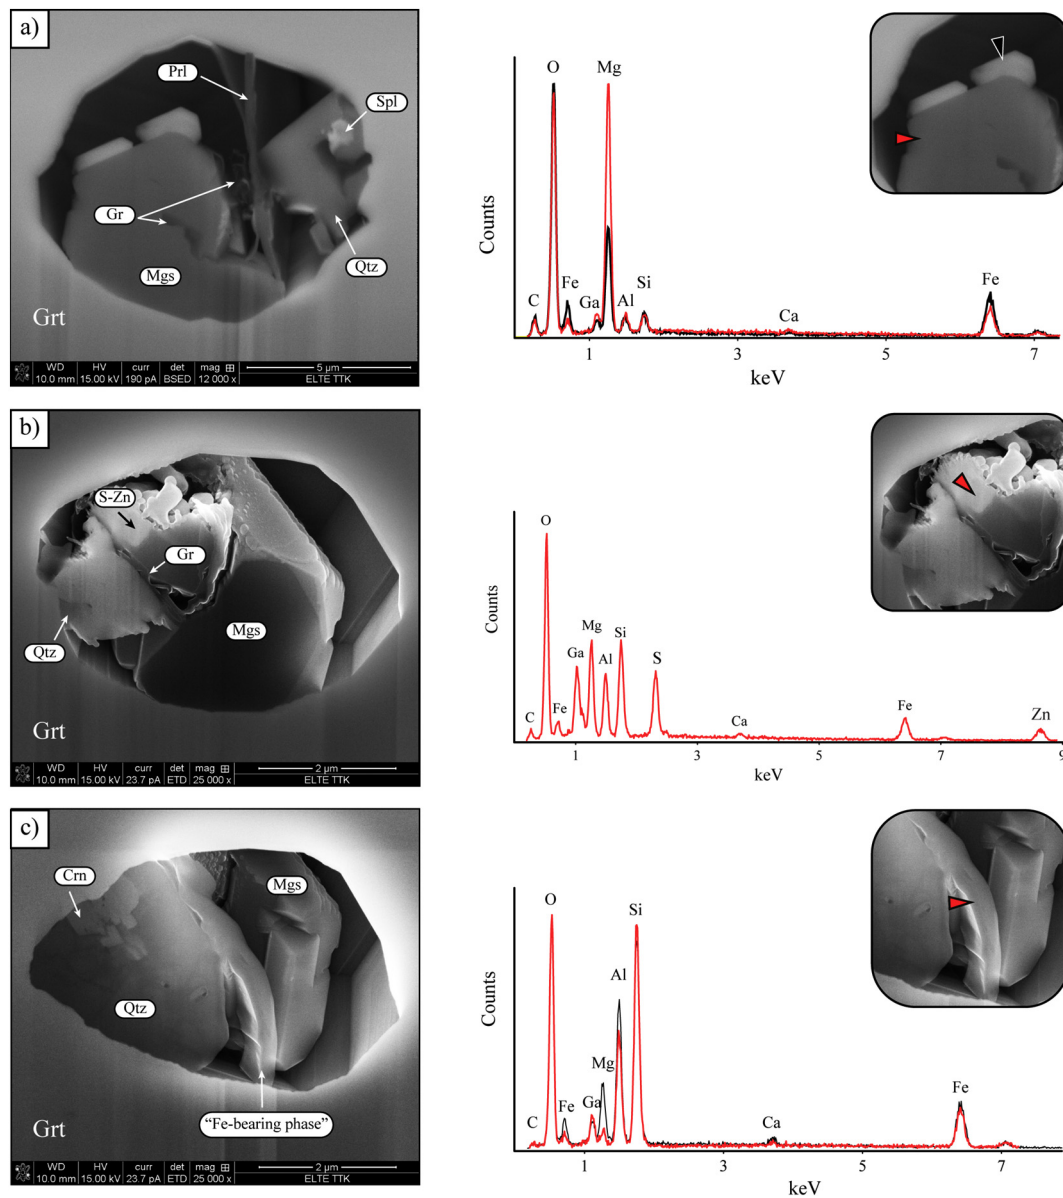 a)
Prl
Spl
Gr
Mgs
Qtz
Grt
WD HV curr det mag
10.0 mm 15.00 kV 190 pA BSED 12 000 x
5 µm
ELTE TTK
Counts
O
Mg
Fe
C
Ga
Al
Si
Ca
Fe
1 3 5 7
keV
b)
S-Zn
Gr
Mgs
Qtz
Grt
WD HV curr det mag
10.0 mm 15.00 kV 23.7 pA ETD 25 000 x
2 µm
ELTE TTK
Counts
O
C
Fe
Ga
Mg
Al
Si
S
Ca
Fe
Zn
1 3 5 7 9
keV
c)
Crn
Mgs
Qtz
"Fe-bearing phase"
Grt
WD HV curr det mag
10.0 mm 15.00 kV 23.7 pA ETD 25 000 x
2 µm
ELTE TTK
Counts
O
C
Fe
Ga
Mg
Al
Si
Ca
Fe
1 3 5 7
keV